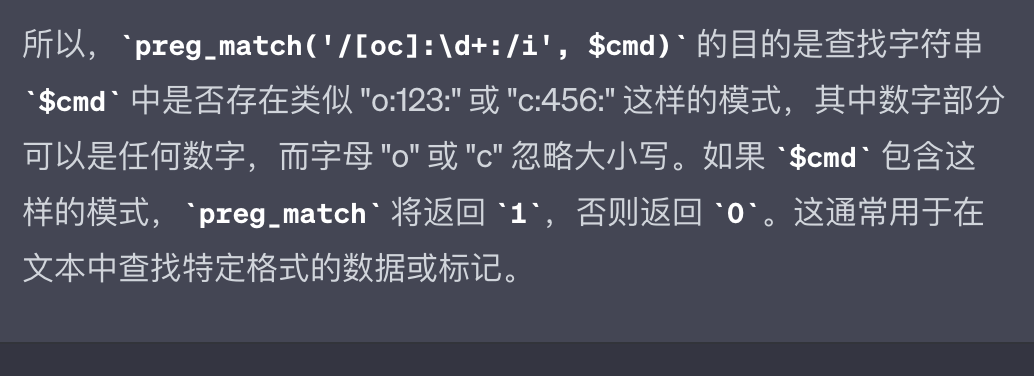 所以，`preg_match('/[oc]:\d+:/i', $cmd)` 的目的是查找字符串
`$cmd` 中是否存在类似 "o:123:" 或 "c:456:" 这样的模式，其中数字部分
可以是任何数字，而字母 "o" 或 "c" 忽略大小写。如果 `$cmd` 包含这
样的模式，`preg_match` 将返回 `1`，否则返回 `0`。这通常用于在
文本中查找特定格式的数据或标记。